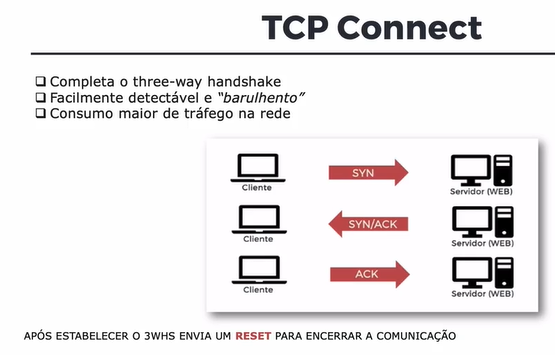 TCP Connect
❑ Completa o three-way handshake
❑ Facilmente detectável e “barulhento”
❑ Consumo maior de tráfego na rede
SYN
Cliente
Servidor (WEB)
SYN/ACK
Cliente
Servidor (WEB)
ACK
Cliente
Servidor (WEB)
APÓS ESTABELECER O 3WHS ENVIA UM RESET PARA ENCERRAR A COMUNICAÇÃO